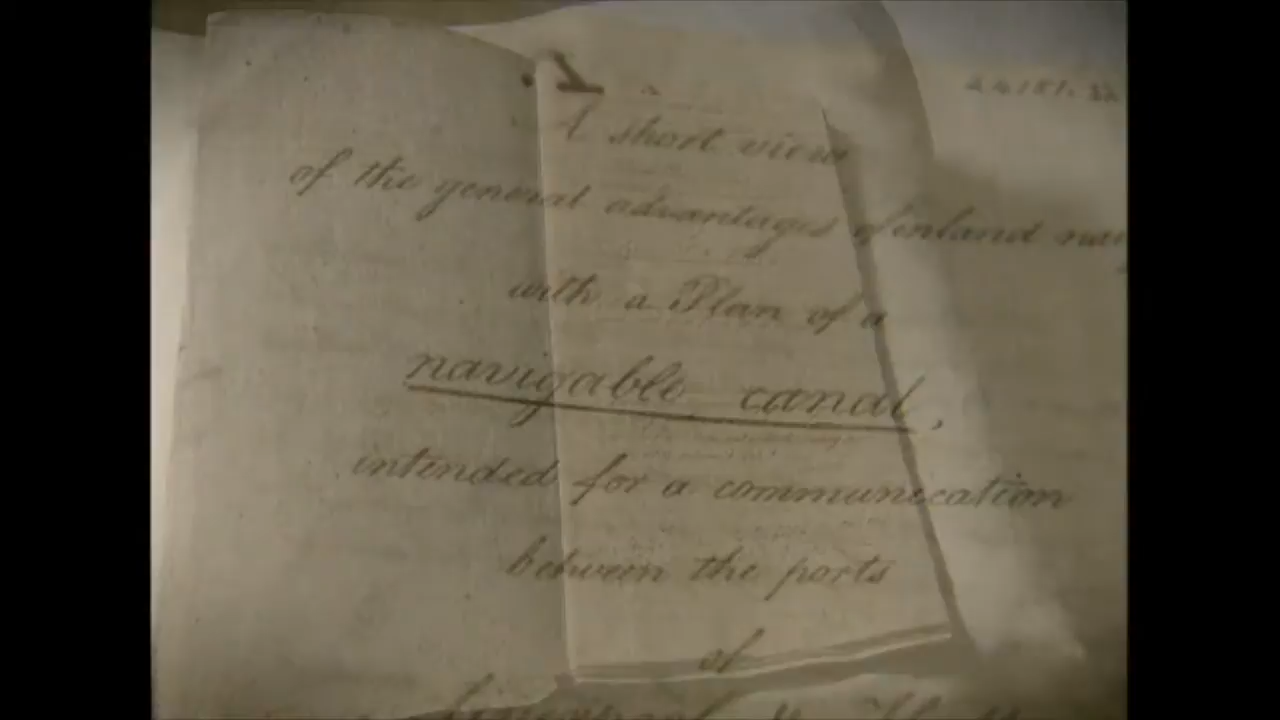 A short view
of the general advantages of inland nav
with a Plan of a
navigable canal,
intended for a communication
between the ports
of